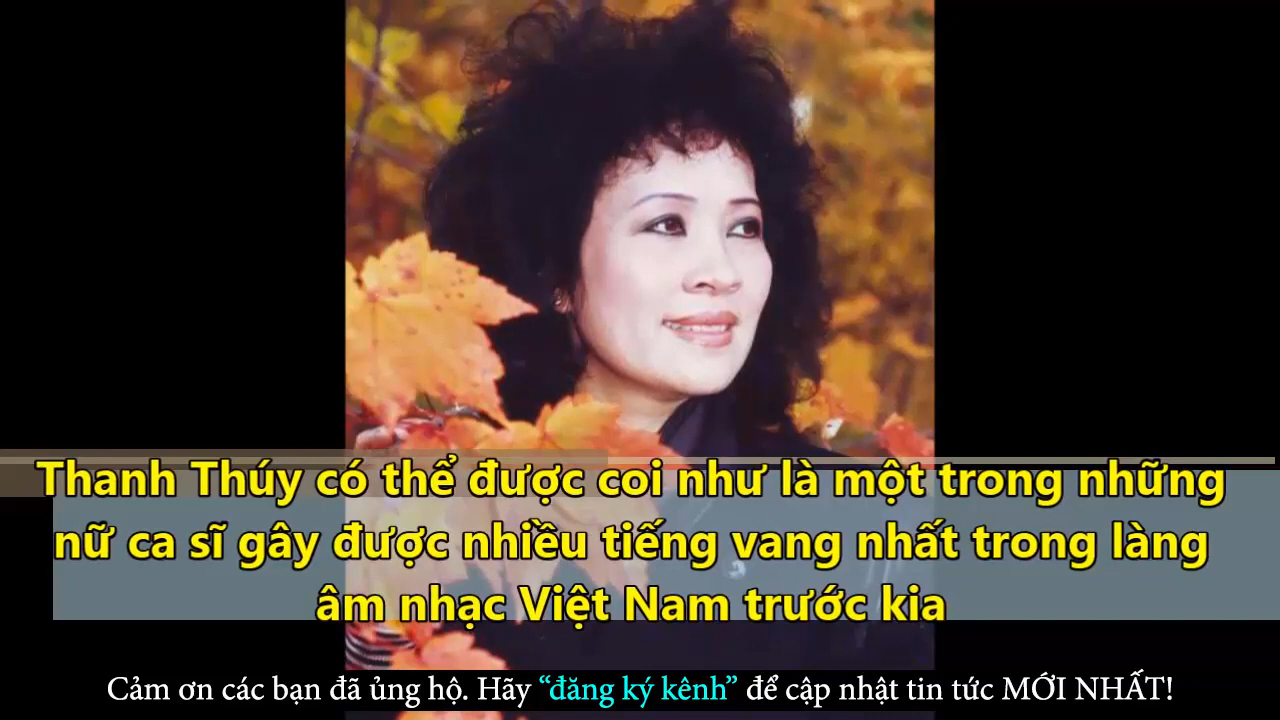 Thanh Thúy có thể được coi như là một trong những
nữ ca sĩ gây được nhiều tiếng vang nhất trong làng
âm nhạc Việt Nam trước kia
Cảm ơn các bạn đã ủng hộ. Hãy “đăng ký kênh” để cập nhật tin tức MỚI NHẤT!